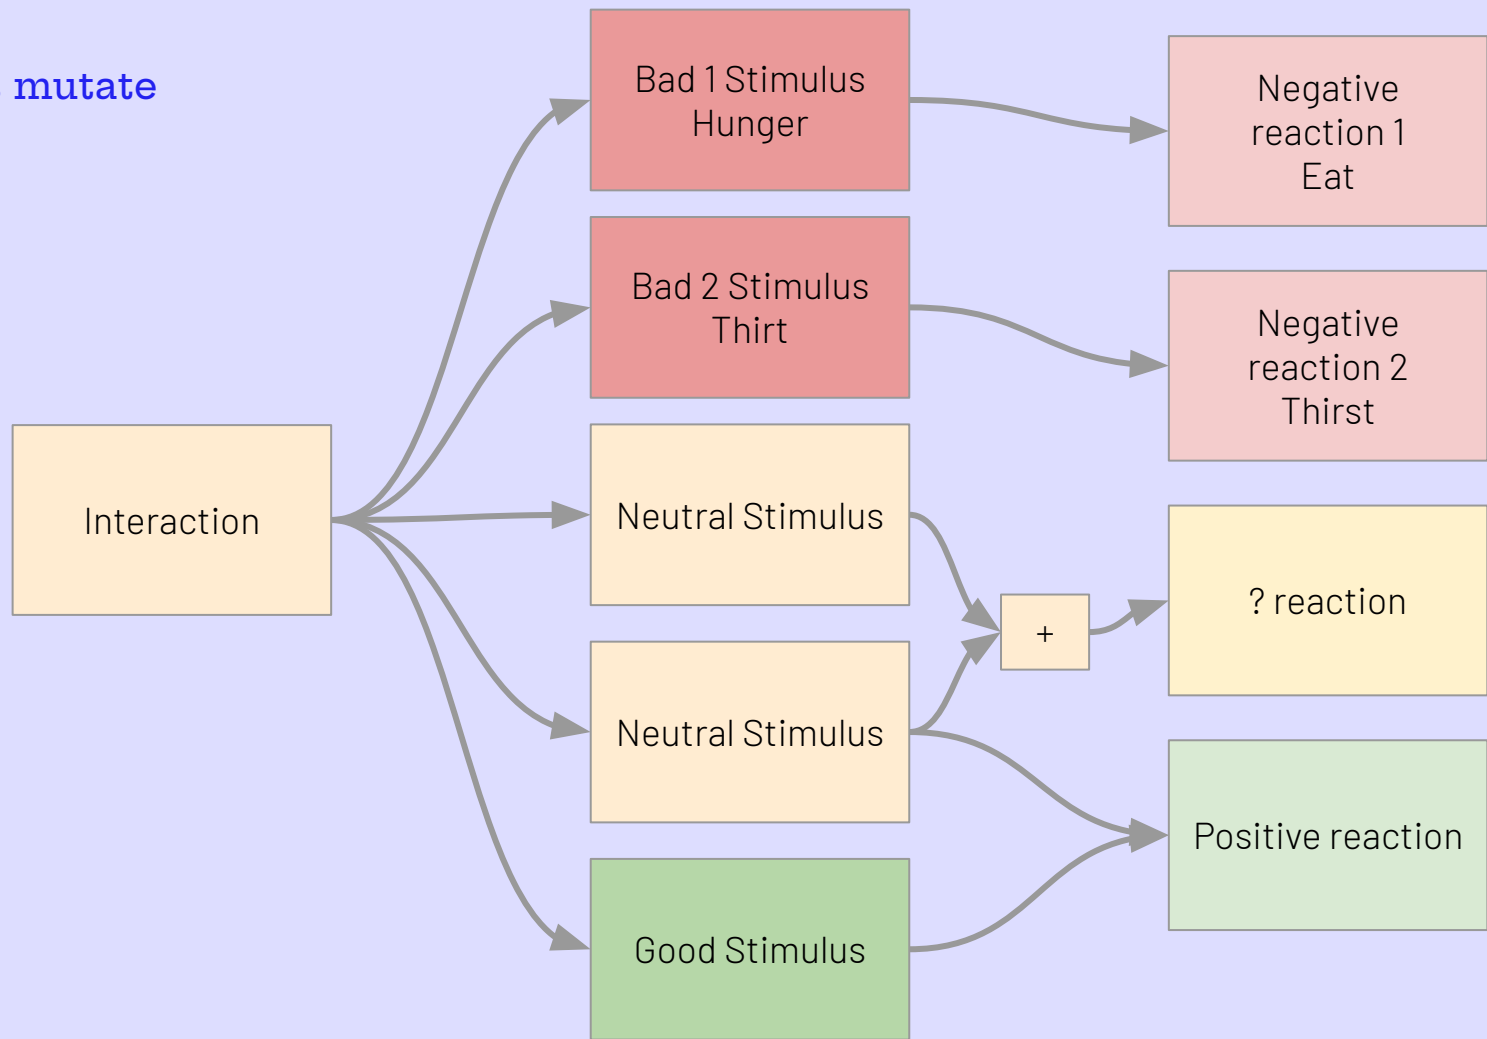 mutate
Bad 1 Stimulus
Hunger
Negative
reaction 1
Eat
Bad 2 Stimulus
Thirt
Negative
reaction 2
Thirst
Interaction
Neutral Stimulus
? reaction
+
Neutral Stimulus
Positive reaction
Good Stimulus